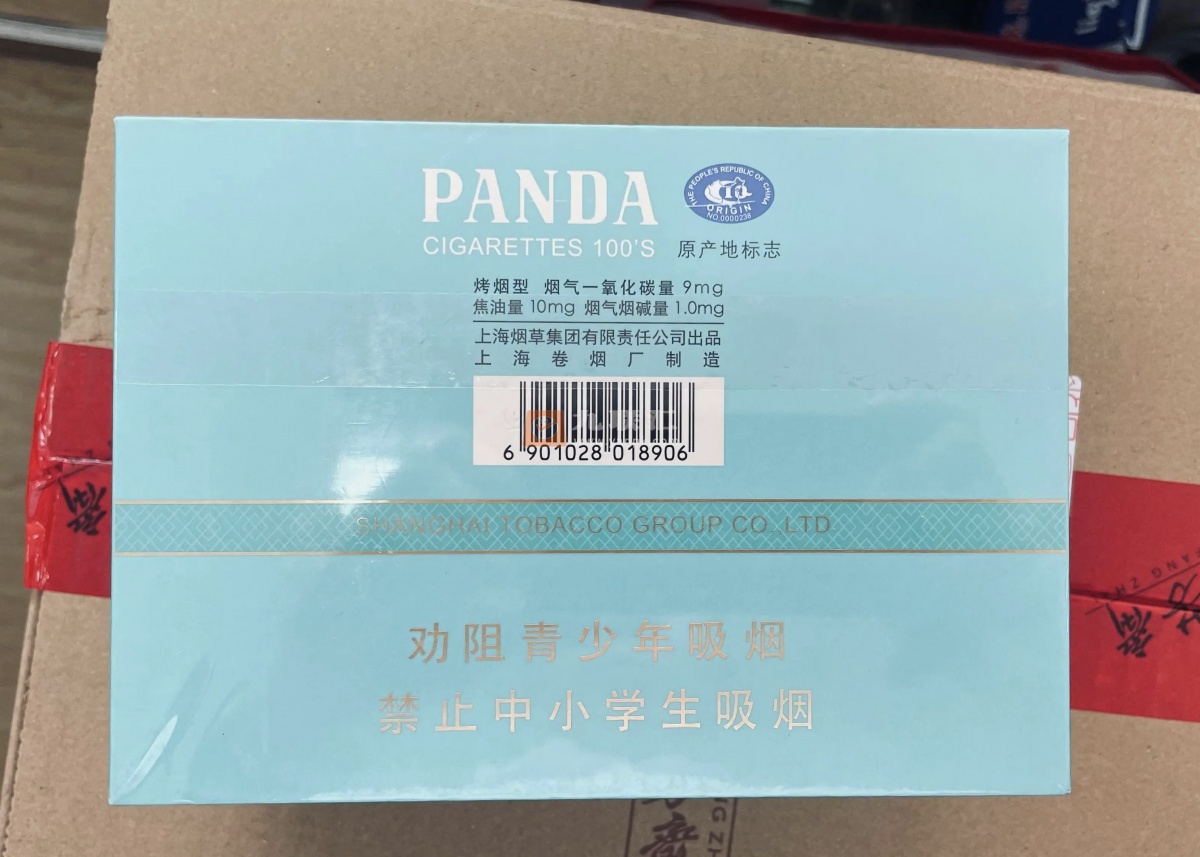 PANDA
THE PEOPLE'S REPUBLIC OF CHINA
ORIGIN
NO.0000238
CIGARETTES 100'S
原产地标志
烤烟型 烟气一氧化碳量 9mg
焦油量 10mg 烟气烟碱量 1.0mg
上海烟草集团有限责任公司出品
上海卷烟厂制造
6 901028 018906
SHANGHAI TOBACCO GROUP CO.,LTD
劝阻青少年吸烟
禁止中小学生吸烟